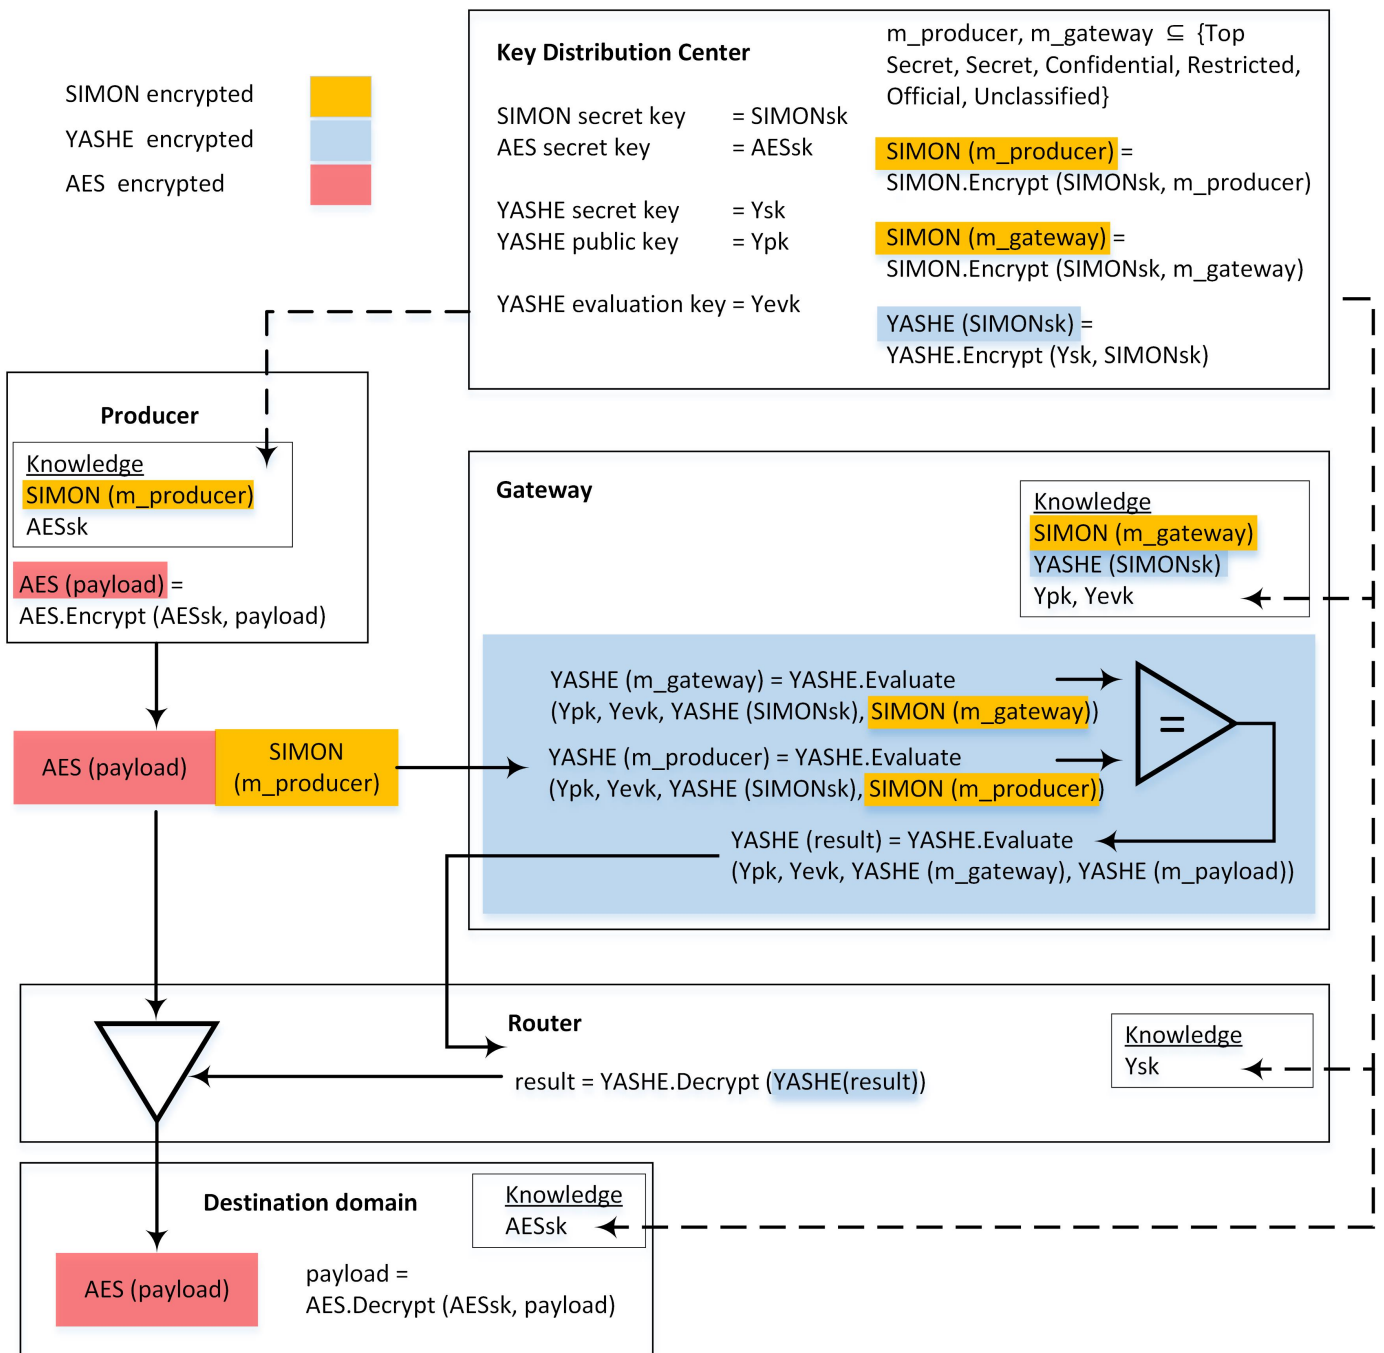 SIMON encrypted
YASHE encrypted
AES encrypted
Key Distribution Center
SIMON secret key = SIMONsk
AES secret key = AESsk
YASHE secret key = Ysk
YASHE public key = Ypk
YASHE evaluation key = Yevk
m_producer, m_gateway ⊆ {Top
Secret, Secret, Confidential, Restricted,
Official, Unclassified}
SIMON (m_producer) =
SIMON.Encrypt (SIMONsk, m_producer)
SIMON (m_gateway) =
SIMON.Encrypt (SIMONsk, m_gateway)
YASHE (SIMONsk) =
YASHE.Encrypt (Ysk, SIMONsk)
Producer
Knowledge
SIMON (m_producer)
AESsk
AES (payload) =
AES.Encrypt (AESsk, payload)
AES (payload)
SIMON
(m_producer)
Gateway
Knowledge
SIMON (m_gateway)
YASHE (SIMONsk)
Ypk, Yevk
YASHE (m_gateway) = YASHE.Evaluate
(Ypk, Yevk, YASHE (SIMONsk), SIMON (m_gateway))
YASHE (m_producer) = YASHE.Evaluate
(Ypk, Yevk, YASHE (SIMONsk), SIMON (m_producer))
=
YASHE (result) = YASHE.Evaluate
(Ypk, Yevk, YASHE (m_gateway), YASHE (m_payload))
Router
result = YASHE.Decrypt (YASHE(result))
Knowledge
Ysk
Destination domain
Knowledge
AESsk
AES (payload)
payload =
AES.Decrypt (AESsk, payload)